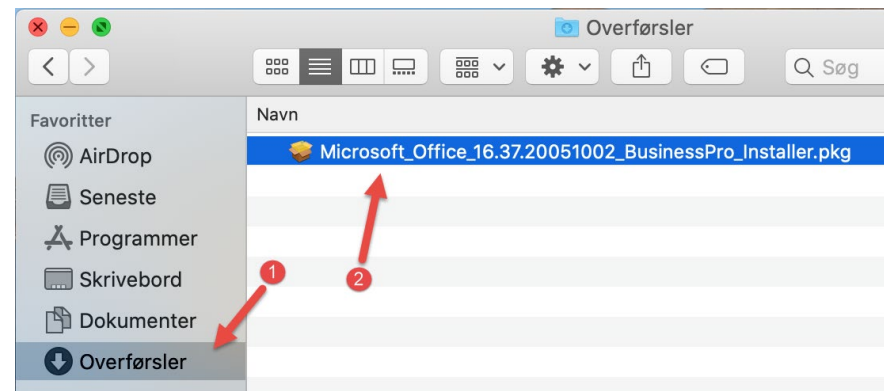 Overførsler
Søg
Favoritter
Navn
AirDrop
Microsoft_Office_16.37.20051002_BusinessPro_Installer.pkg
Seneste
Programmer
Skrivebord
1
2
Dokumenter
Overførsler